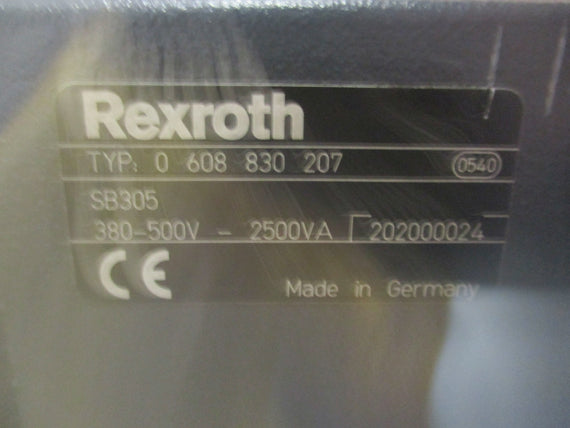 Rexroth
TYP: 0 608 830 207 0540
SB305
380-500V - 2500VA 202000024
CE
Made in Germany